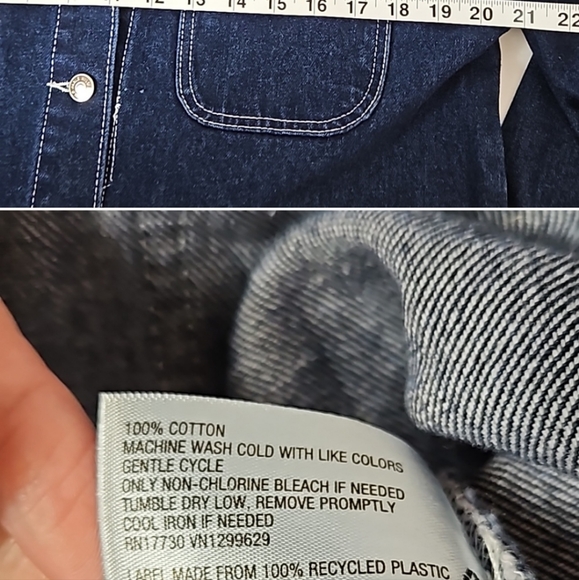 12 13 14 15 16 17 18 19 20 21 22
100% COTTON
MACHINE WASH COLD WITH LIKE COLORS
GENTLE CYCLE
ONLY NON-CHLORINE BLEACH IF NEEDED
TUMBLE DRY LOW, REMOVE PROMPTLY
COOL IRON IF NEEDED
RN17730 VN1299629
LABEL MADE FROM 100% RECYCLED PLASTIC